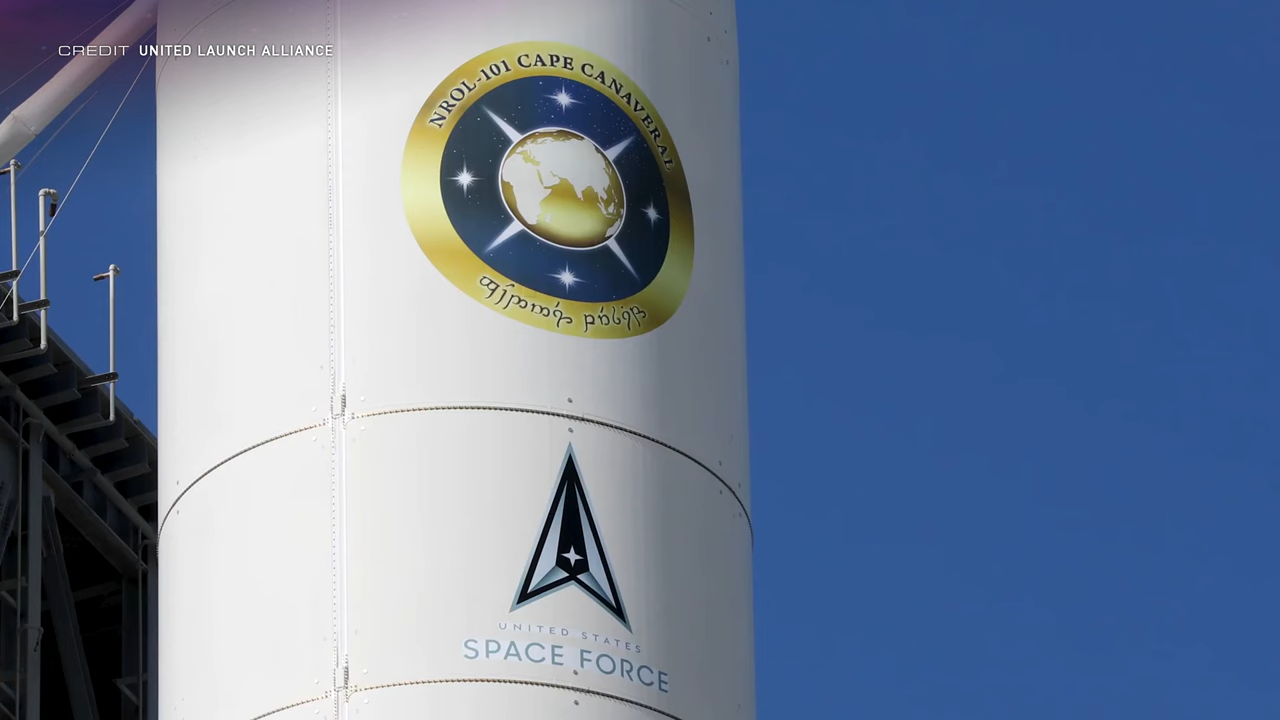 CREDIT UNITED LAUNCH ALLIANCE
NROL-101 CAPE CANAVERAL
UNITED STATES
SPACE FORCE